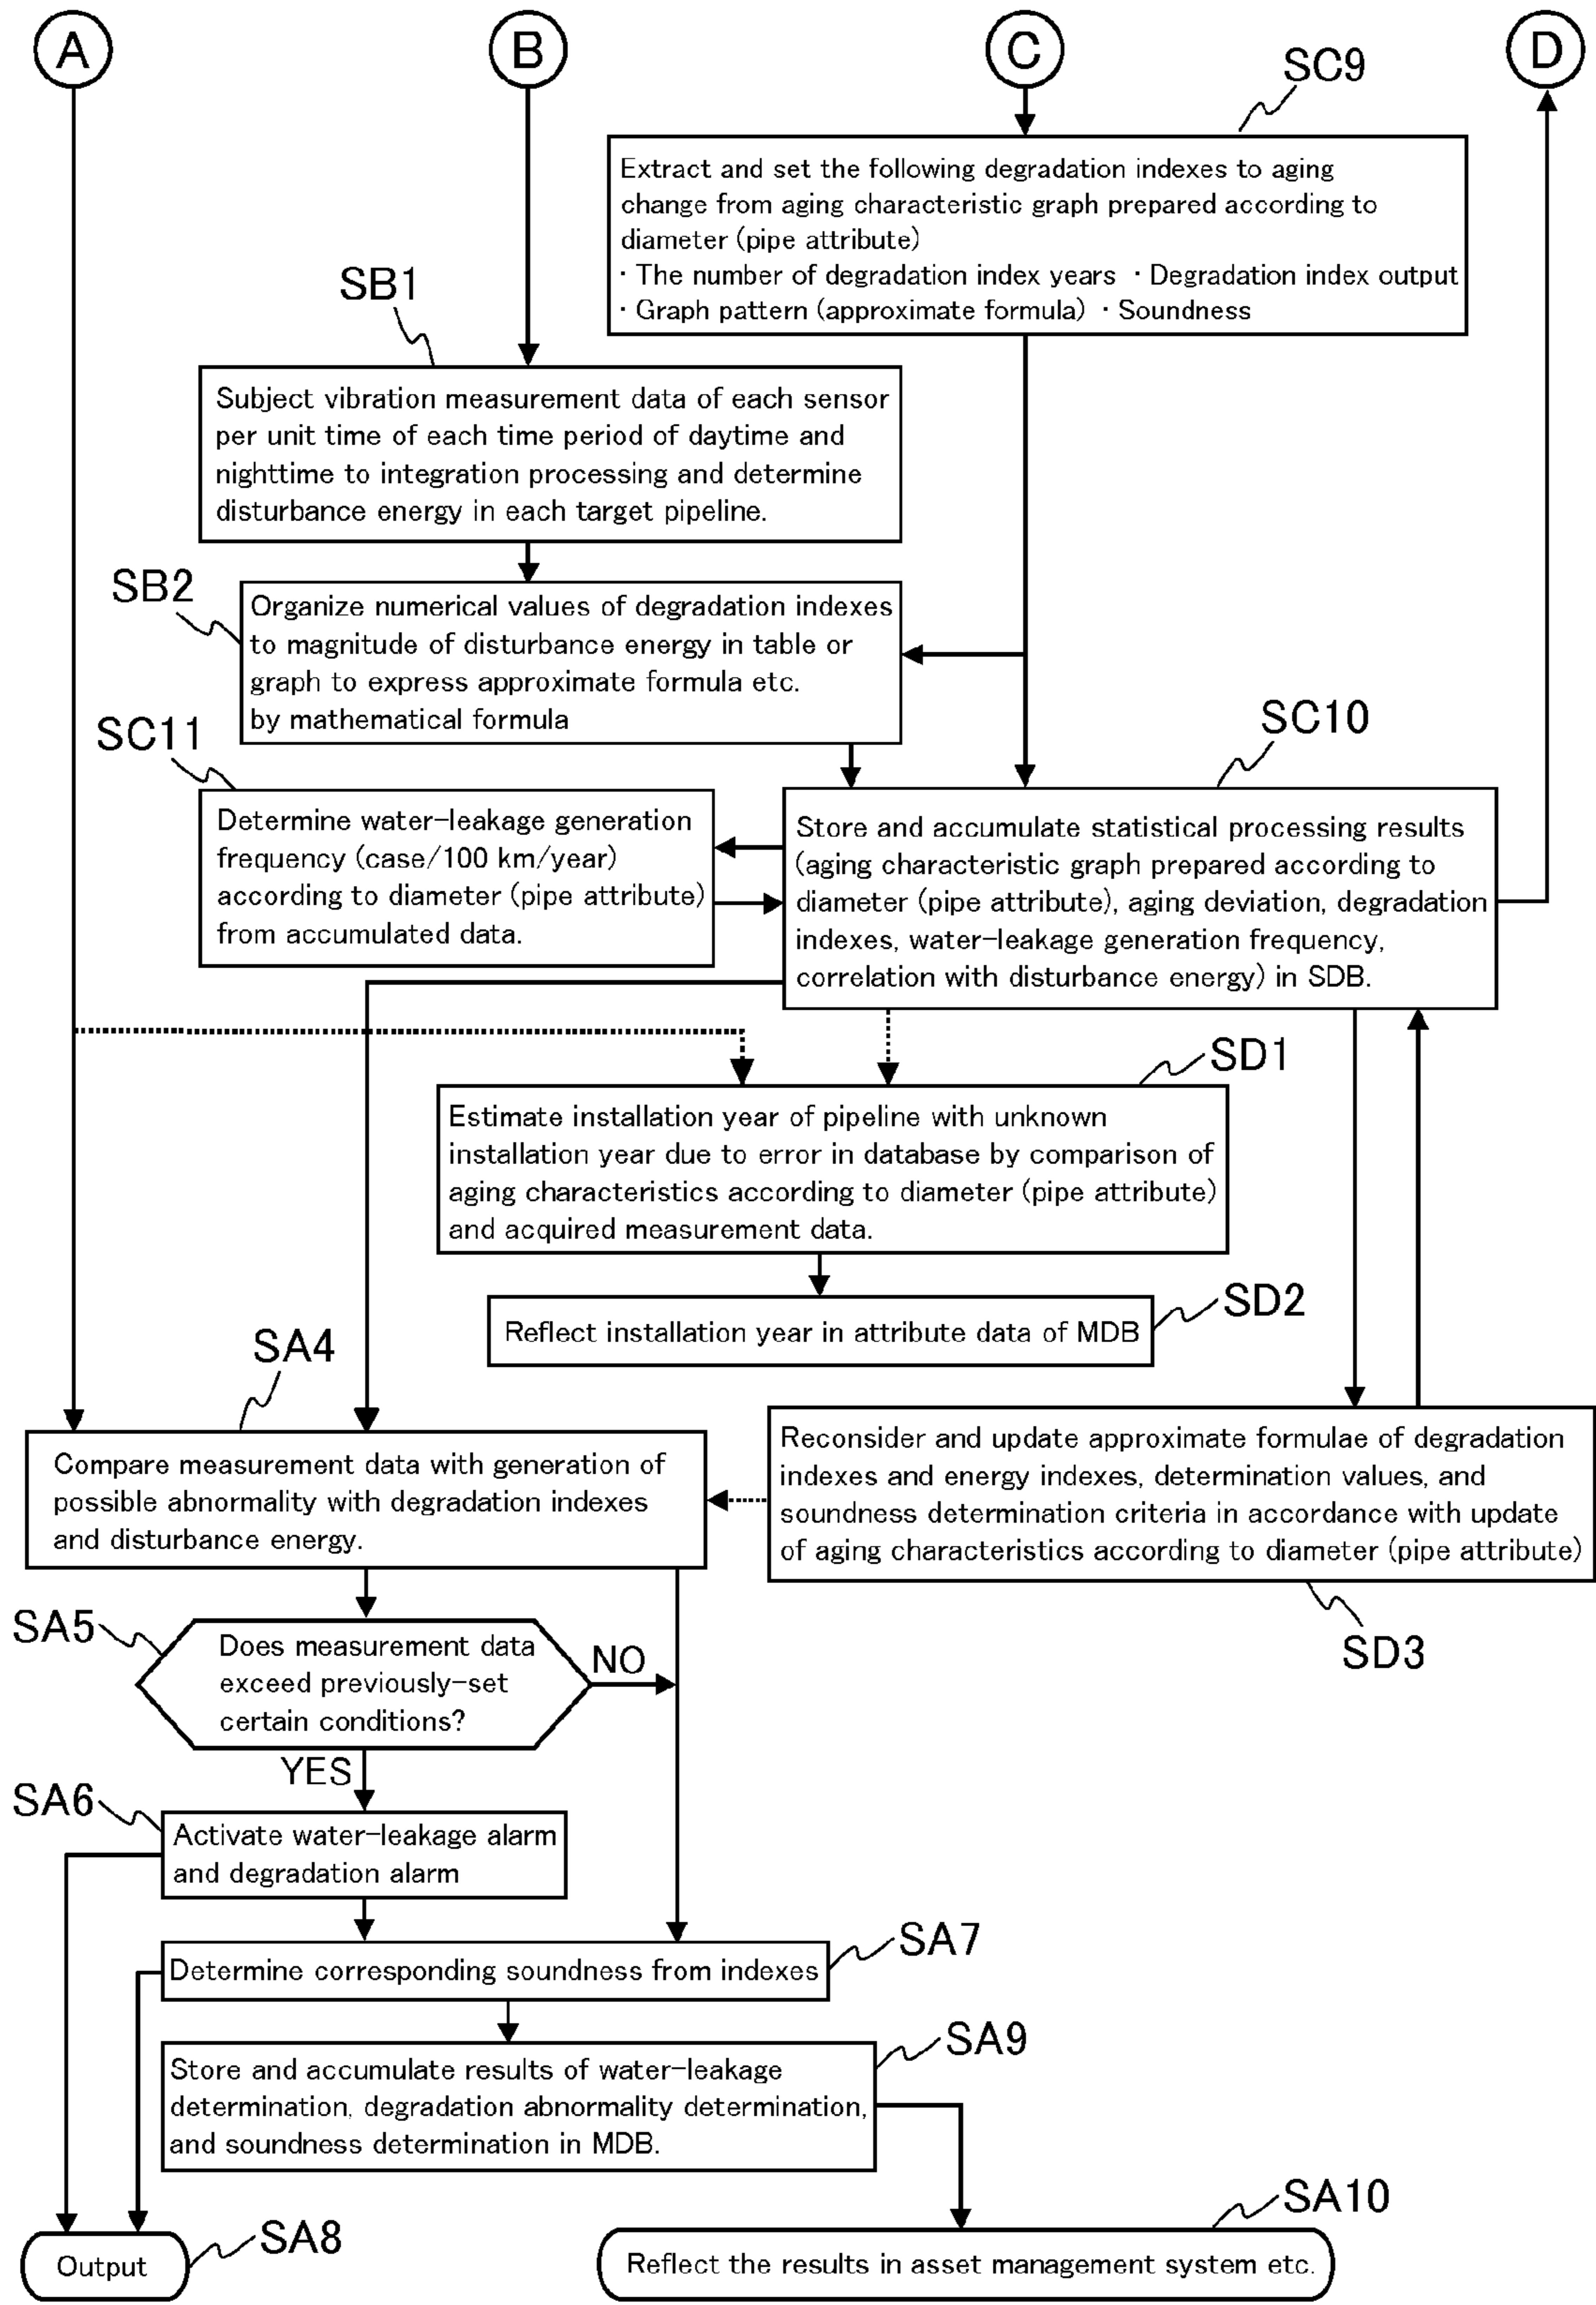 A
B
C
D
SC9
Extract and set the following degradation indexes to aging
change from aging characteristic graph prepared according to
diameter (pipe attribute)
・The number of degradation index years ・Degradation index output
・Graph pattern (approximate formula) ・Soundness
SB1
Subject vibration measurement data of each sensor
per unit time of each time period of daytime and
nighttime to integration processing and determine
disturbance energy in each target pipeline.
SB2
Organize numerical values of degradation indexes
to magnitude of disturbance energy in table or
graph to express approximate formula etc.
by mathematical formula
SC11
Determine water-leakage generation
frequency (case/100 km/year)
according to diameter (pipe attribute)
from accumulated data.
SC10
Store and accumulate statistical processing results
(aging characteristic graph prepared according to
diameter (pipe attribute), aging deviation, degradation
indexes, water-leakage generation frequency,
correlation with disturbance energy) in SDB.
SD1
Estimate installation year of pipeline with unknown
installation year due to error in database by comparison of
aging characteristics according to diameter (pipe attribute)
and acquired measurement data.
SD2
Reflect installation year in attribute data of MDB
SA4
Compare measurement data with generation of
possible abnormality with degradation indexes
and disturbance energy.
Reconsider and update approximate formulae of degradation
indexes and energy indexes, determination values, and
soundness determination criteria in accordance with update
of aging characteristics according to diameter (pipe attribute)
SD3
SA5
Does measurement data
exceed previously-set
certain conditions?
NO
YES
SA6
Activate water-leakage alarm
and degradation alarm
SA7
Determine corresponding soundness from indexes
SA9
Store and accumulate results of water-leakage
determination, degradation abnormality determination,
and soundness determination in MDB.
SA8
Output
SA10
Reflect the results in asset management system etc.